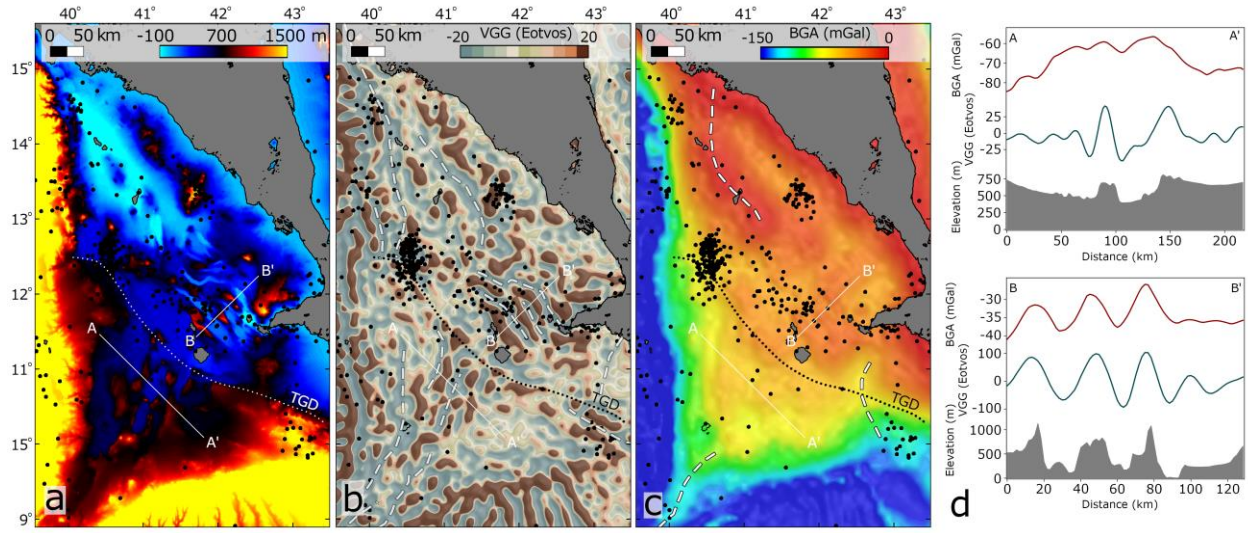 40° 41° 42° 43°
40° 41° 42° 43°
40° 41° 42° 43°
0 50 km
-100 700 1500 m
0 50 km
VGG (Eotvos)
-20 20
0 50 km
BGA (mGal)
-150 0
15°
14°
13°
12°
11°
15°
9°
A
A'
B
B'
TGD
a
A
A'
B
B'
TGD
b
A
A'
B
B'
TGD
c
A A'
BGA (mGal)
-60
-70
-80
VGG (Eotvos)
25
0
-25
Elevation (m)
750
500
250
0 50 100 150 200
Distance (km)
B B'
BGA (mGal)
-30
-35
-40
VGG (Eotvos)
100
0
-100
Elevation (m)
1000
500
0
0 20 40 60 80 100 120
Distance (km)
d